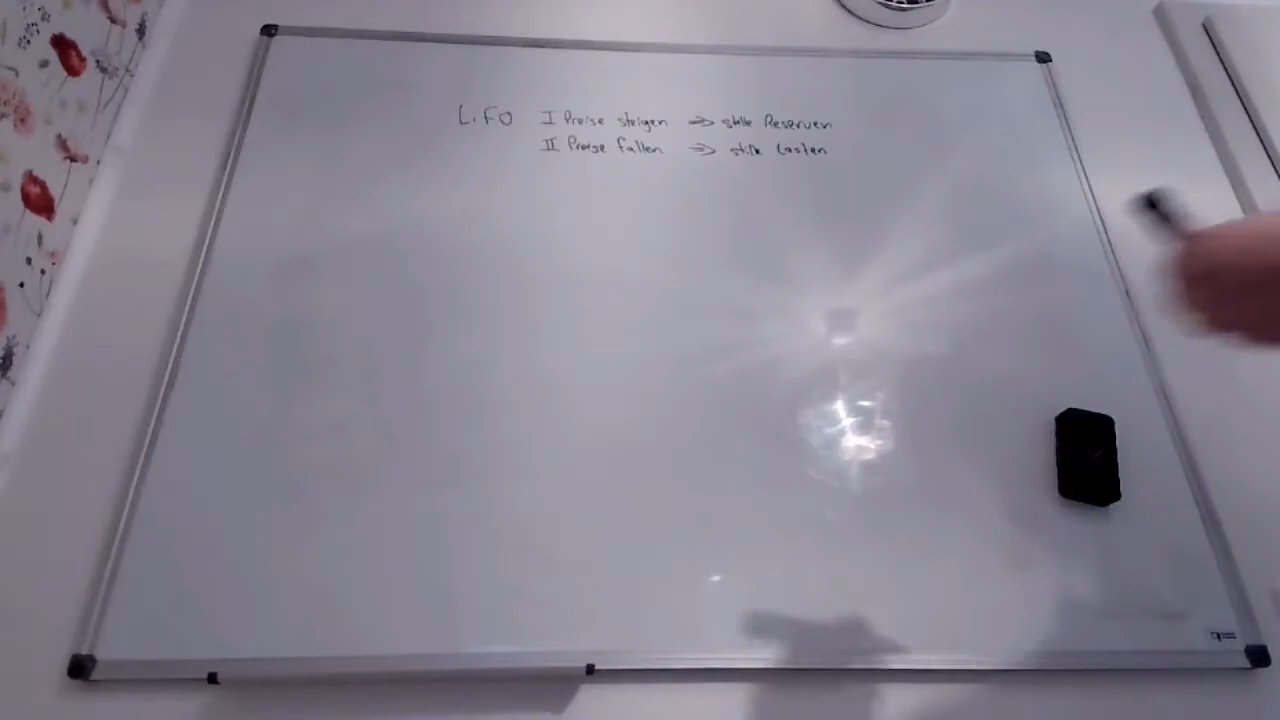 LiFO I Preise steigen => stille Reserven
II Preise fallen => stille Lasten